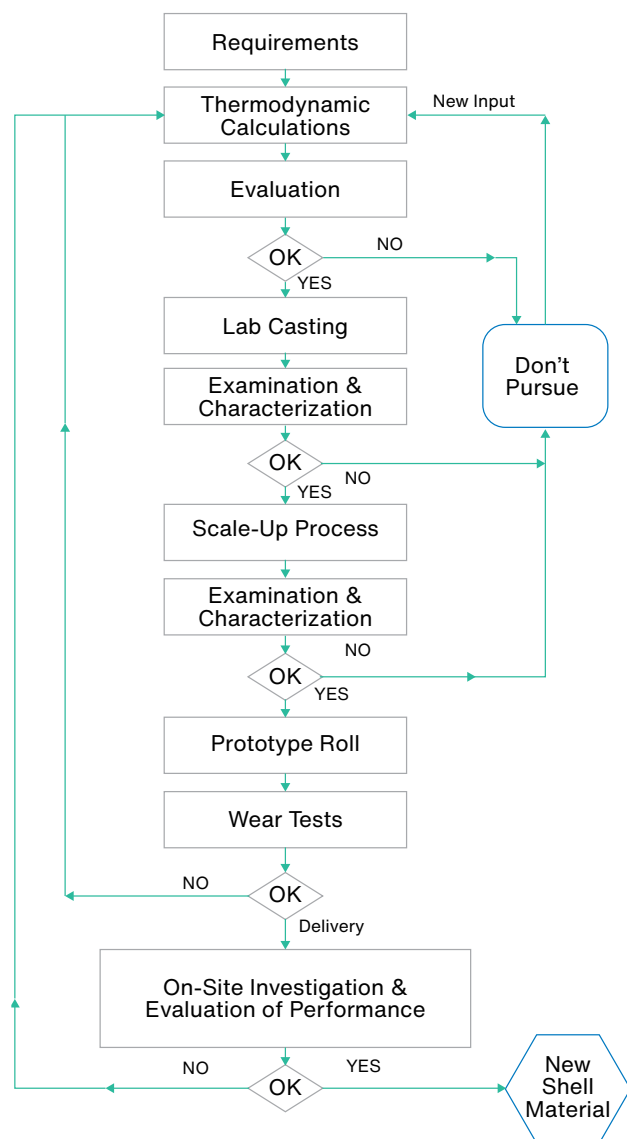 Requirements
Thermodynamic
Calculations
New Input
Evaluation
OK
NO
YES
Lab Casting
Don't
Pursue
Examination &
Characterization
OK
NO
YES
Scale-Up Process
Examination &
Characterization
NO
OK
YES
Prototype Roll
Wear Tests
NO
OK
Delivery
On-Site Investigation &
Evaluation of Performance
NO
OK
YES
New
Shell
Material